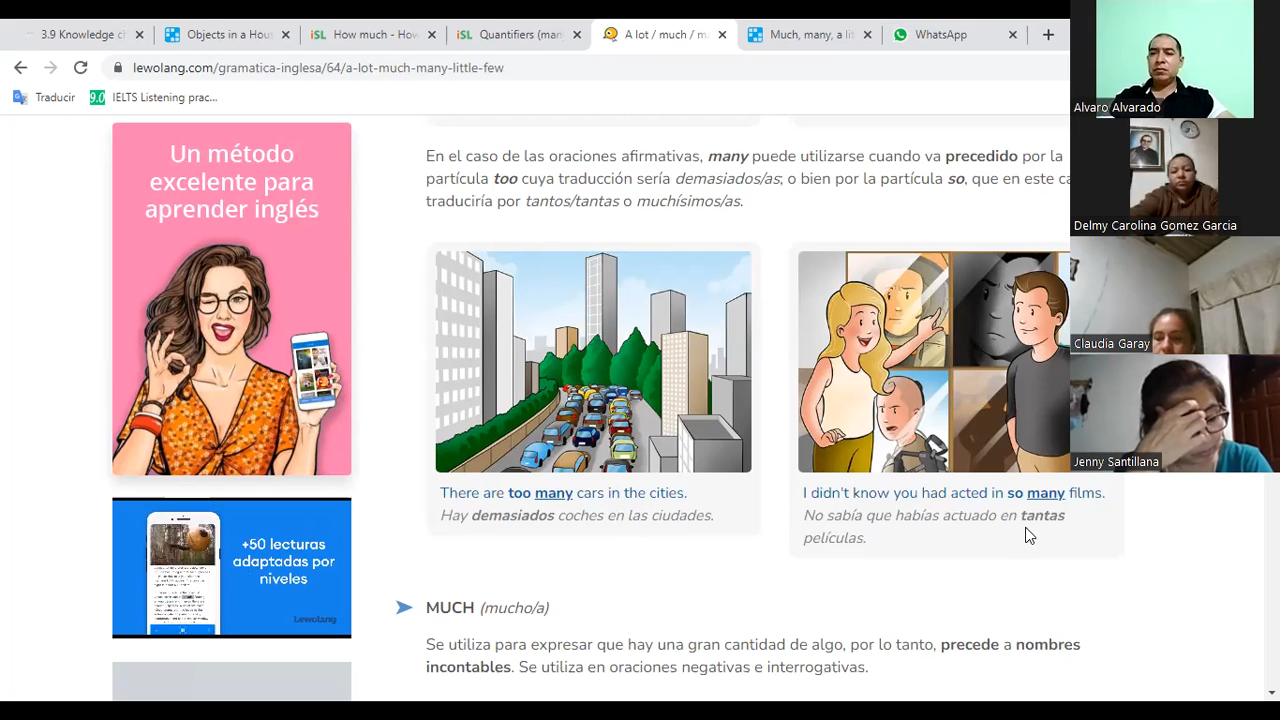 3.9 Knowledge c
Objects in a Hou
How much - How
Quantifiers (man
A lot / much / m
Much, many, a li
WhatsApp
lewolang.com/gramatica-inglesa/64/a-lot-much-many-little-few
Traducir
9.0 IELTS Listening prac...
Un método
excelente para
aprender inglés
+50 lecturas
adaptadas por
niveles
Lewolang
En el caso de las oraciones afirmativas, many puede utilizarse cuando va precedido por la
partícula too cuya traducción sería demasiados/as, o bien por la partícula so, que en este ca
traduciría por tantos/tantas o muchísimos/as.
There are too many cars in the cities.
Hay demasiados coches en las ciudades.
I didn't know you had acted in so many films.
No sabía que habías actuado en tantas
películas.
MUCH (mucho/a)
Se utiliza para expresar que hay una gran cantidad de algo, por lo tanto, precede a nombres
incontables. Se utiliza en oraciones negativas e interrogativas.
Alvaro Alvarado
Delmy Carolina Gomez Garcia
Claudia Garay
Jenny Santillana